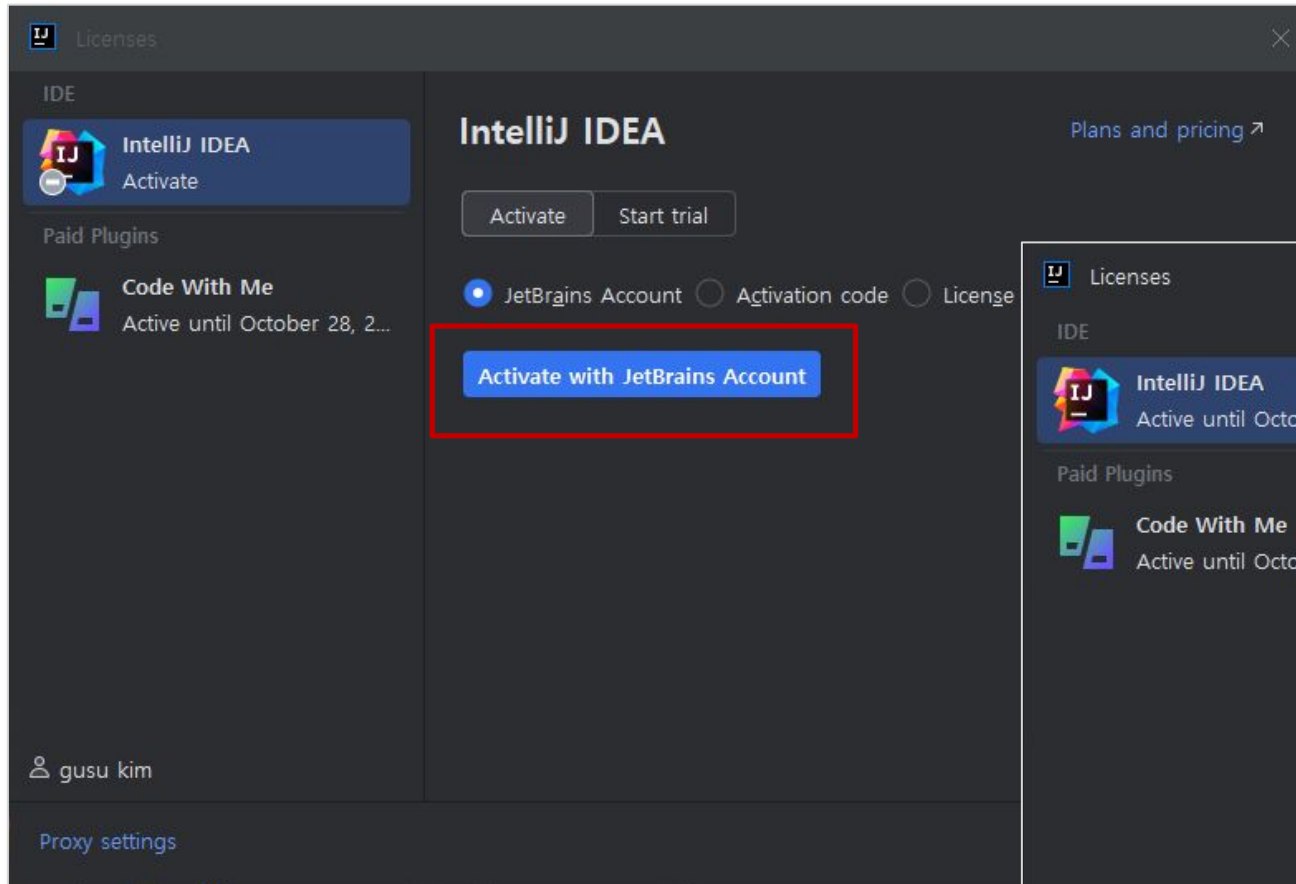 Licenses
IDE
IntelliJ IDEA
Activate
Paid Plugins
Code With Me
Active until October 28, 2...
gusu kim
Proxy settings
IntelliJ IDEA
Plans and pricing
Activate
Start trial
JetBrains Account
Activation code
License
Activate with JetBrains Account
Licenses
IDE
IntelliJ IDEA
Active until Octo
Paid Plugins
Code With Me
Active until Octo